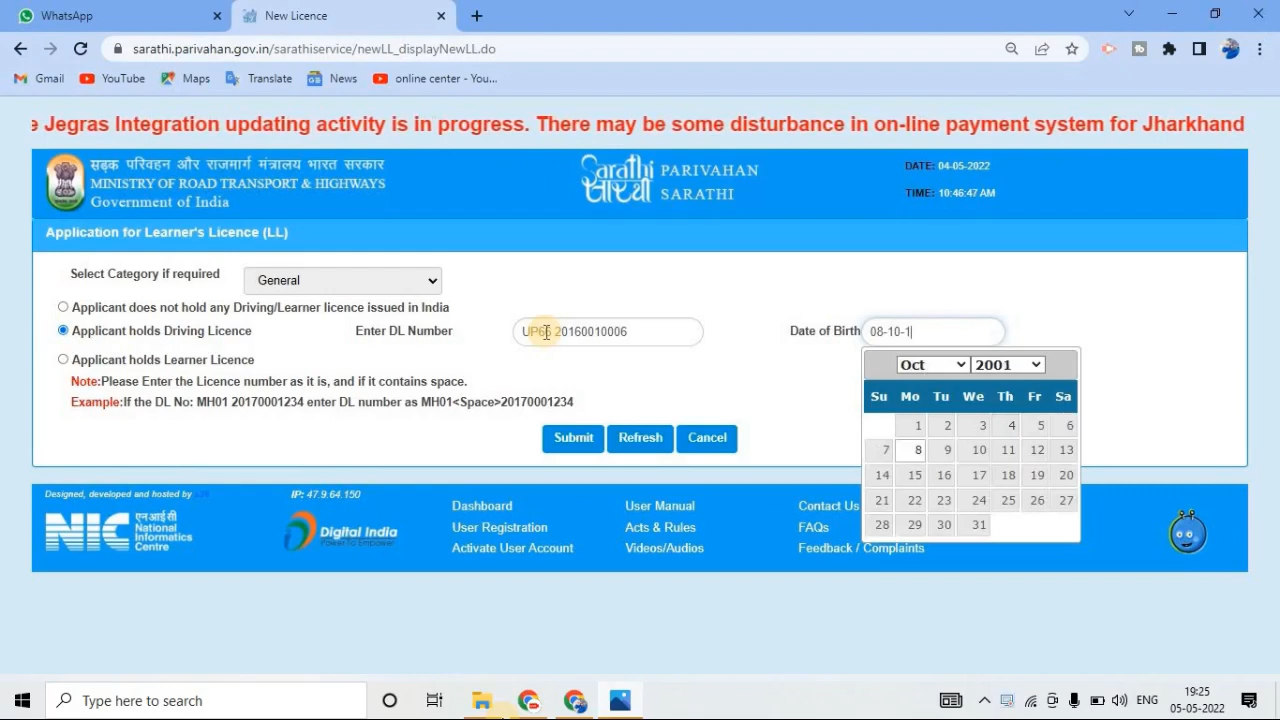 WhatsApp
New Licence
sarathi.parivahan.gov.in/sarathiservice/newLL_displayNewLL.do
Gmail YouTube Maps Translate News online center - You...
e Jegras Integration updating activity is in progress. There may be some disturbance in on-line payment system for Jharkhand
सड़क परिवहन और राजमार्ग मंत्रालय भारत सरकार
MINISTRY OF ROAD TRANSPORT & HIGHWAYS
Government of India
Sarathi सारथी
PARIVAHAN
SARATHI
DATE: 04-05-2022
TIME: 10:46:47 AM
Application for Learner's Licence (LL)
Select Category if required General
Applicant does not hold any Driving/Learner licence issued in India
Applicant holds Driving Licence Enter DL Number 20160010006 Date of Birth 08-10-1
Applicant holds Learner Licence
Note:Please Enter the Licence number as it is, and if it contains space.
Example:If the DL No: MH01 20170001234 enter DL number as MH01<Space>20170001234
Submit Refresh Cancel
Oct 2001
Su Mo Tu We Th Fr Sa
1 2 3 4 5 6
7 8 9 10 11 12 13
14 15 16 17 18 19 20
21 22 23 24 25 26 27
28 29 30 31
Designed, developed and hosted by
NIC
एनआईसी
National
Informatics
Centre
IP: 47.9.64.150
Digital India
Power To Empower
Dashboard
User Registration
Activate User Account
User Manual
Acts & Rules
Videos/Audios
Contact Us
FAQs
Feedback / Complaints
Type here to search
ENG
19:25
05-05-2022